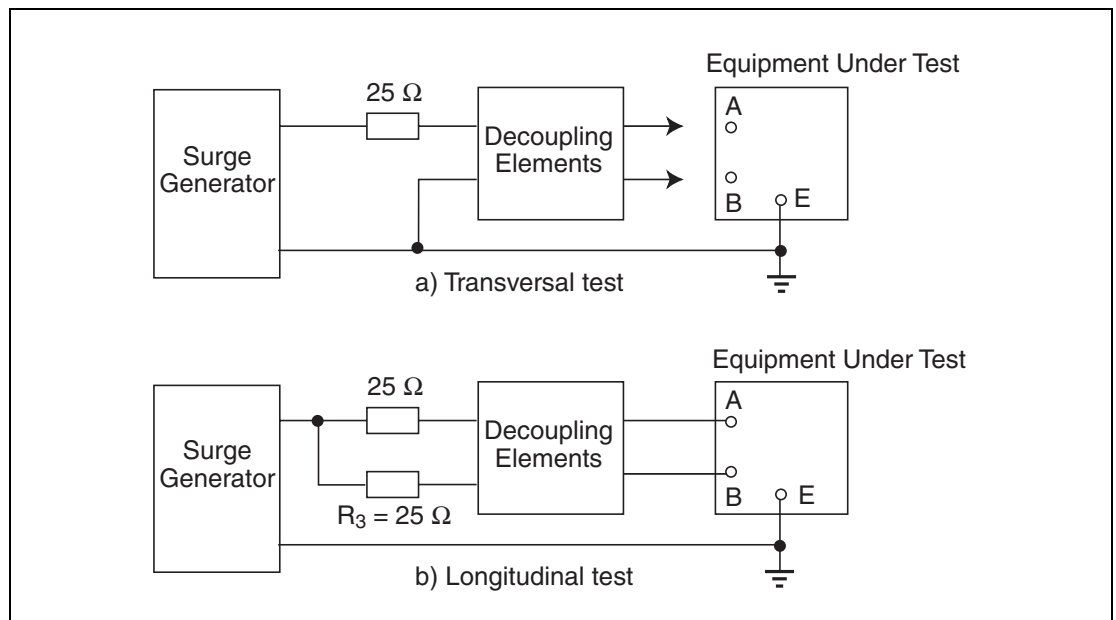 Equipment Under Test
25 Ω
Surge
Generator
Decoupling
Elements
A
B
E
a) Transversal test
Equipment Under Test
25 Ω
Surge
Generator
Decoupling
Elements
A
B
E
R₃ = 25 Ω
b) Longitudinal test